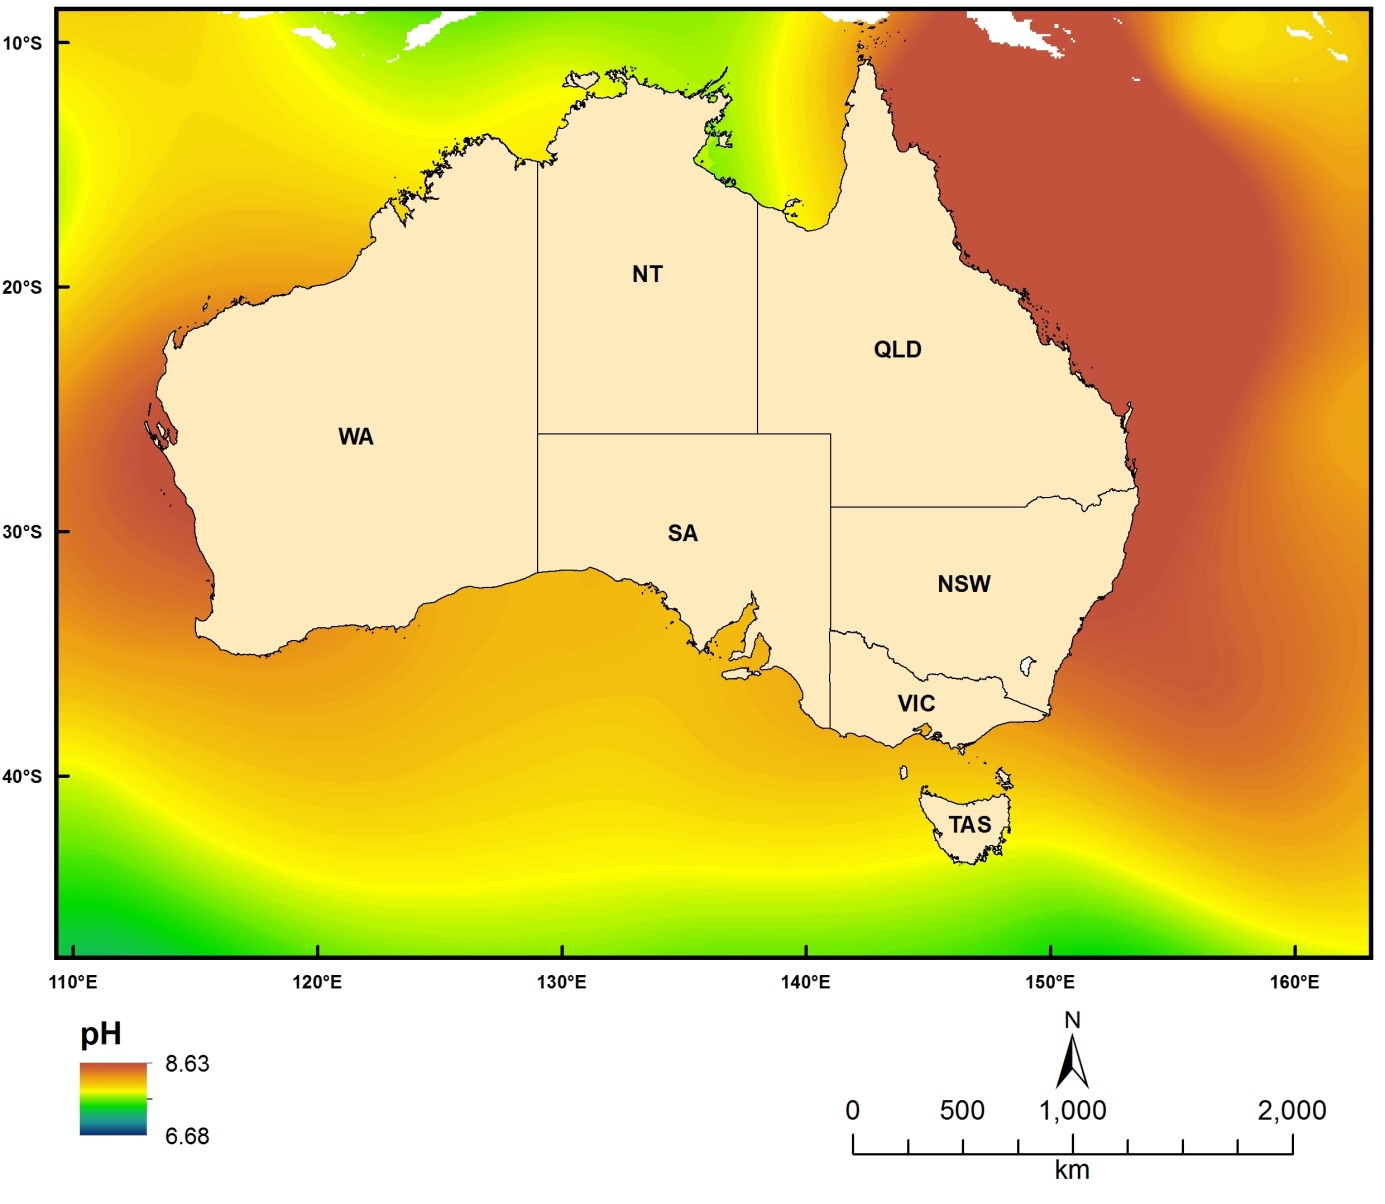 10°S
20°S
30°S
40°S
NT
QLD
WA
SA
NSW
VIC
TAS
110°E 120°E 130°E 140°E 150°E 160°E
pH
8.63
6.68
N
0 500 1,000 2,000
km